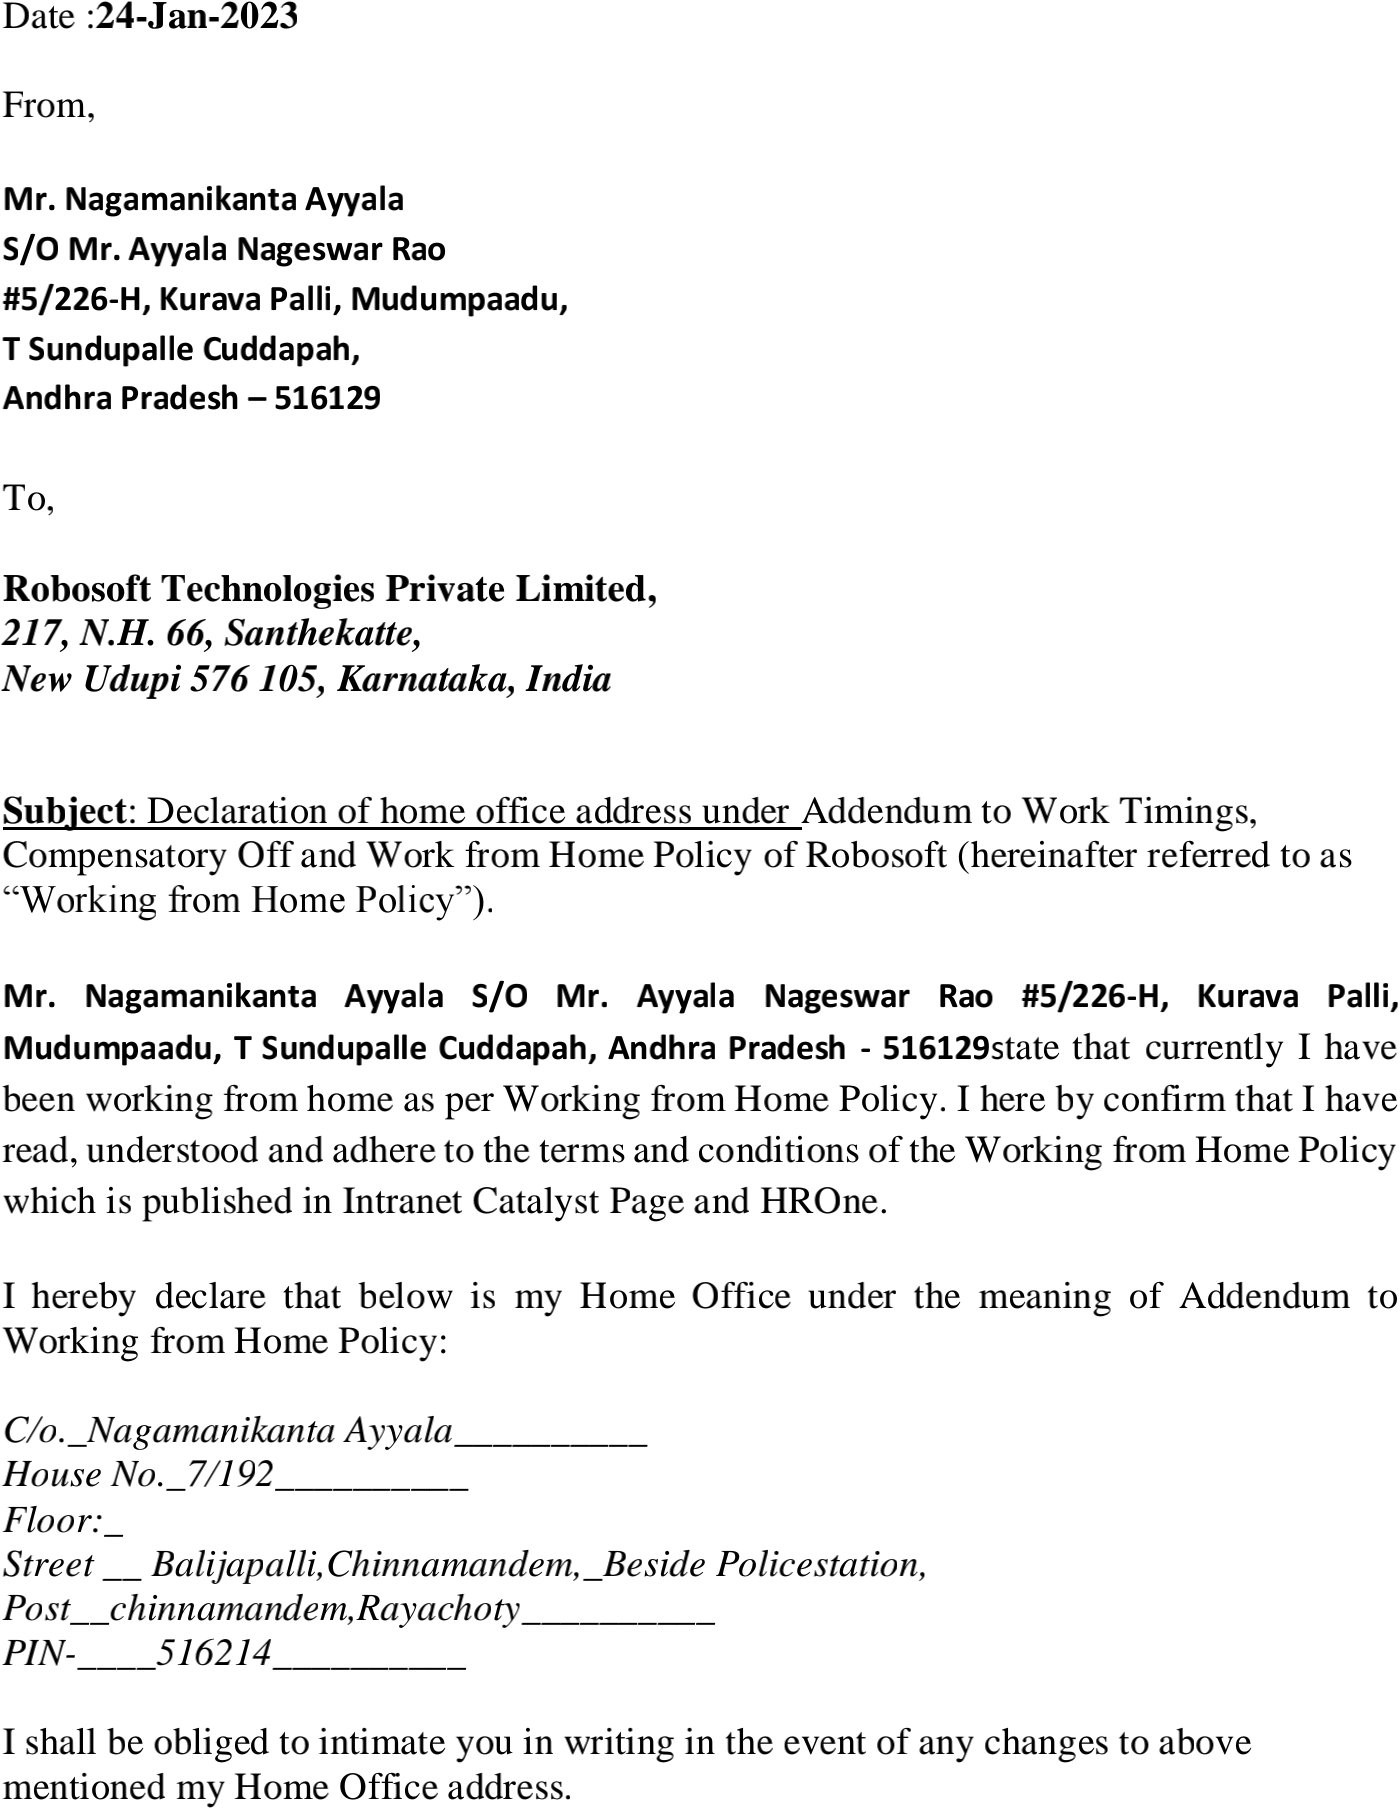 Date :24-Jan-2023
From,
Mr. Nagamanikanta Ayyala
S/O Mr. Ayyala Nageswar Rao
#5/226-H, Kurava Palli, Mudumpaadu,
T Sundupalle Cuddapah,
Andhra Pradesh – 516129
To,
Robosoft Technologies Private Limited,
217, N.H. 66, Santhekatte,
New Udupi 576 105, Karnataka, India
Subject: Declaration of home office address under Addendum to Work Timings,
Compensatory Off and Work from Home Policy of Robosoft (hereinafter referred to as
“Working from Home Policy”).
Mr. Nagamanikanta Ayyala S/O Mr. Ayyala Nageswar Rao #5/226-H, Kurava Palli,
Mudumpaadu, T Sundupalle Cuddapah, Andhra Pradesh - 516129state that currently I have
been working from home as per Working from Home Policy. I here by confirm that I have
read, understood and adhere to the terms and conditions of the Working from Home Policy
which is published in Intranet Catalyst Page and HROne.
I hereby declare that below is my Home Office under the meaning of Addendum to
Working from Home Policy:
C/o._Nagamanikanta Ayyala__________
House No._7/192__________
Floor:_
Street __ Balijapalli,Chinnamandem,_Beside Policestation,
Post__chinnamandem,Rayachoty__________
PIN-____516214__________
I shall be obliged to intimate you in writing in the event of any changes to above
mentioned my Home Office address.